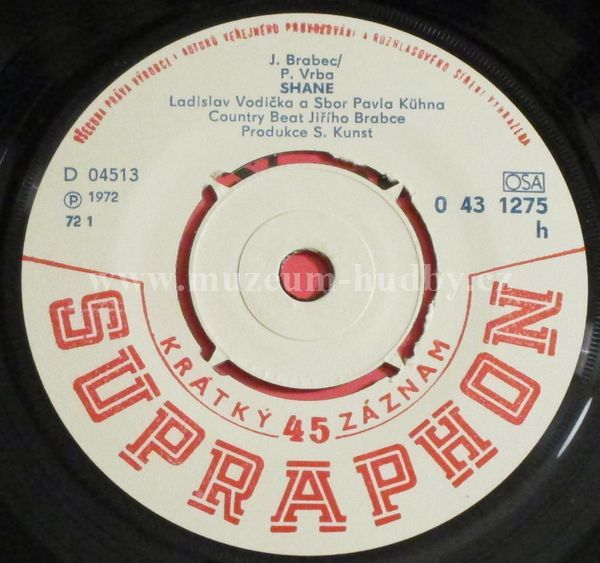 VŠECHNA PRÁVA VÝROBCE I AUTORŮ VEŘEJNÉHO PROVOZOVÁNÍ A ROZHLASOVÉHO ŠÍŘENÍ VYHRAŽENA
J. Brabec/
P. Vrba
SHANE
Ladislav Vodička a Sbor Pavla Kühna
Country Beat Jiřího Brabce
Produkce S. Kunst
D 04513
Ⓟ 1972
72 1
OSA
0 43 1275
h
www.muzeum-hudby.cz
KRÁTKÝ 45 ZÁZNAM
SUPRAPHON